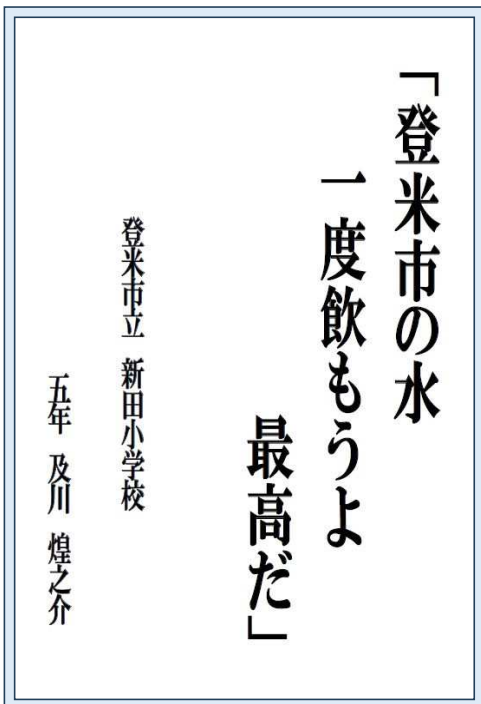 「登米市の水
一度飲もうよ
最高だ」
登米市立 新田小学校
五年 及川 煌之介